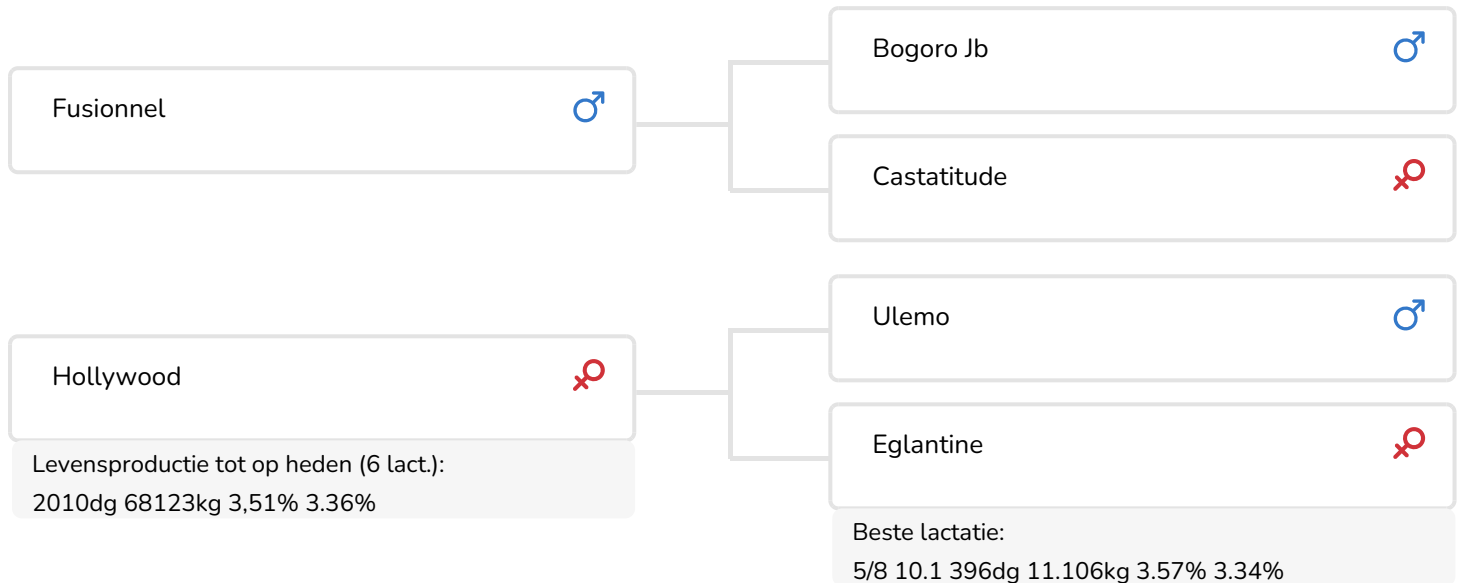 Fusionnel
Bogoro Jb
Castatitude
Hollywood
Levensproductie tot op heden (6 lact.):
2010dg 68123kg 3,51% 3.36%
Ulemo
Eglantine
Beste lactatie:
5/8 10.1 396dg 11.106kg 3.57% 3.34%